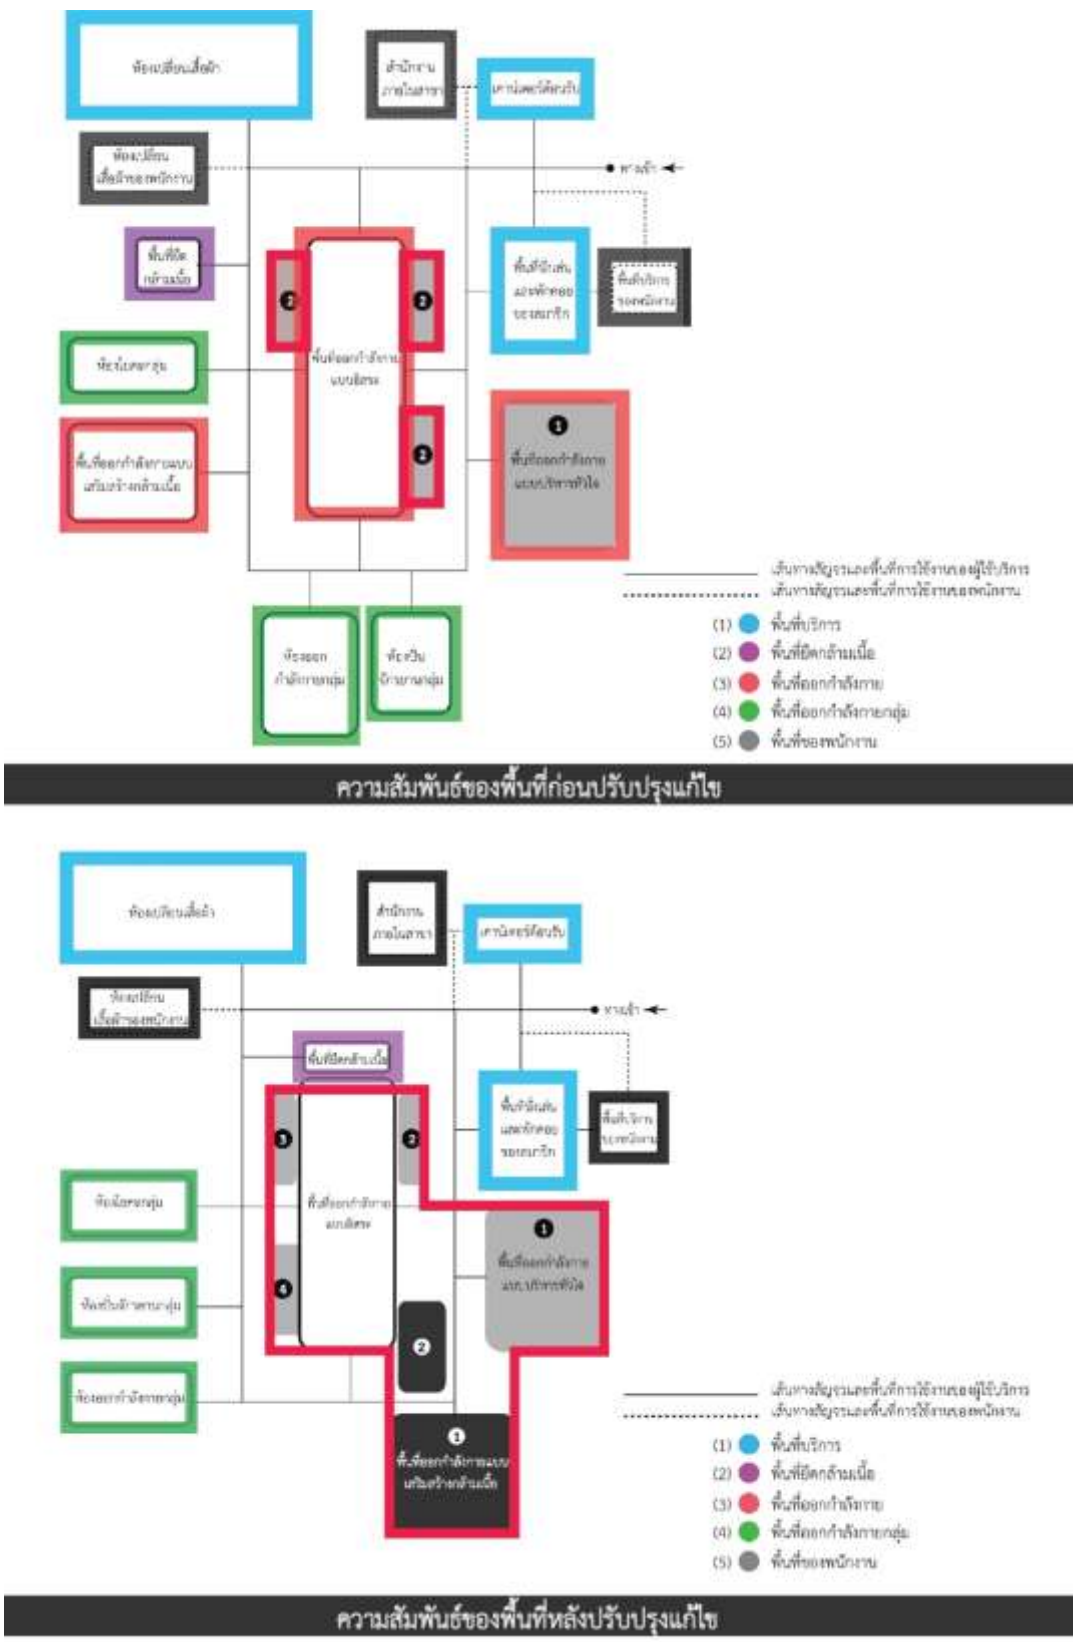 ห้องเปลี่ยนเสื้อผ้า
สำนักงาน
ภายในสาขา
เคาน์เตอร์ต้อนรับ
ห้องเปลี่ยน
เสื้อผ้าของพนักงาน
ทางเข้า
พื้นที่ยืด
กล้ามเนื้อ
พื้นที่นั่งเล่น
และพักคอย
ของสมาชิก
พื้นที่บริการ
ของพนักงาน
2
2
ห้องโยคะกลุ่ม
พื้นที่ออกกำลังกาย
แบบอิสระ
1
พื้นที่ออกกำลังกาย
แบบบริหารหัวใจ
พื้นที่ออกกำลังกายแบบ
เสริมสร้างกล้ามเนื้อ
2
ห้องออก
กำลังกายกลุ่ม
ห้องปั่น
จักรยานกลุ่ม
เส้นทางสัญจรและพื้นที่การใช้งานของผู้ใช้บริการ
เส้นทางสัญจรและพื้นที่การใช้งานของพนักงาน
(1) พื้นที่บริการ
(2) พื้นที่ยืดกล้ามเนื้อ
(3) พื้นที่ออกกำลังกาย
(4) พื้นที่ออกกำลังกายกลุ่ม
(5) พื้นที่ของพนักงาน
ความสัมพันธ์ของพื้นที่ก่อนปรับปรุงแก้ไข
ห้องเปลี่ยนเสื้อผ้า
สำนักงาน
ภายในสาขา
เคาน์เตอร์ต้อนรับ
ห้องเปลี่ยน
เสื้อผ้าของพนักงาน
ทางเข้า
พื้นที่ยืดกล้ามเนื้อ
พื้นที่นั่งเล่น
และพักคอย
ของสมาชิก
พื้นที่บริการ
ของพนักงาน
3
2
ห้องโยคะกลุ่ม
พื้นที่ออกกำลังกาย
แบบอิสระ
1
พื้นที่ออกกำลังกาย
แบบบริหารหัวใจ
4
ห้องปั่นจักรยานกลุ่ม
2
ห้องออกกำลังกายกลุ่ม
1
พื้นที่ออกกำลังกายแบบ
เสริมสร้างกล้ามเนื้อ
เส้นทางสัญจรและพื้นที่การใช้งานของผู้ใช้บริการ
เส้นทางสัญจรและพื้นที่การใช้งานของพนักงาน
(1) พื้นที่บริการ
(2) พื้นที่ยืดกล้ามเนื้อ
(3) พื้นที่ออกกำลังกาย
(4) พื้นที่ออกกำลังกายกลุ่ม
(5) พื้นที่ของพนักงาน
ความสัมพันธ์ของพื้นที่หลังปรับปรุงแก้ไข